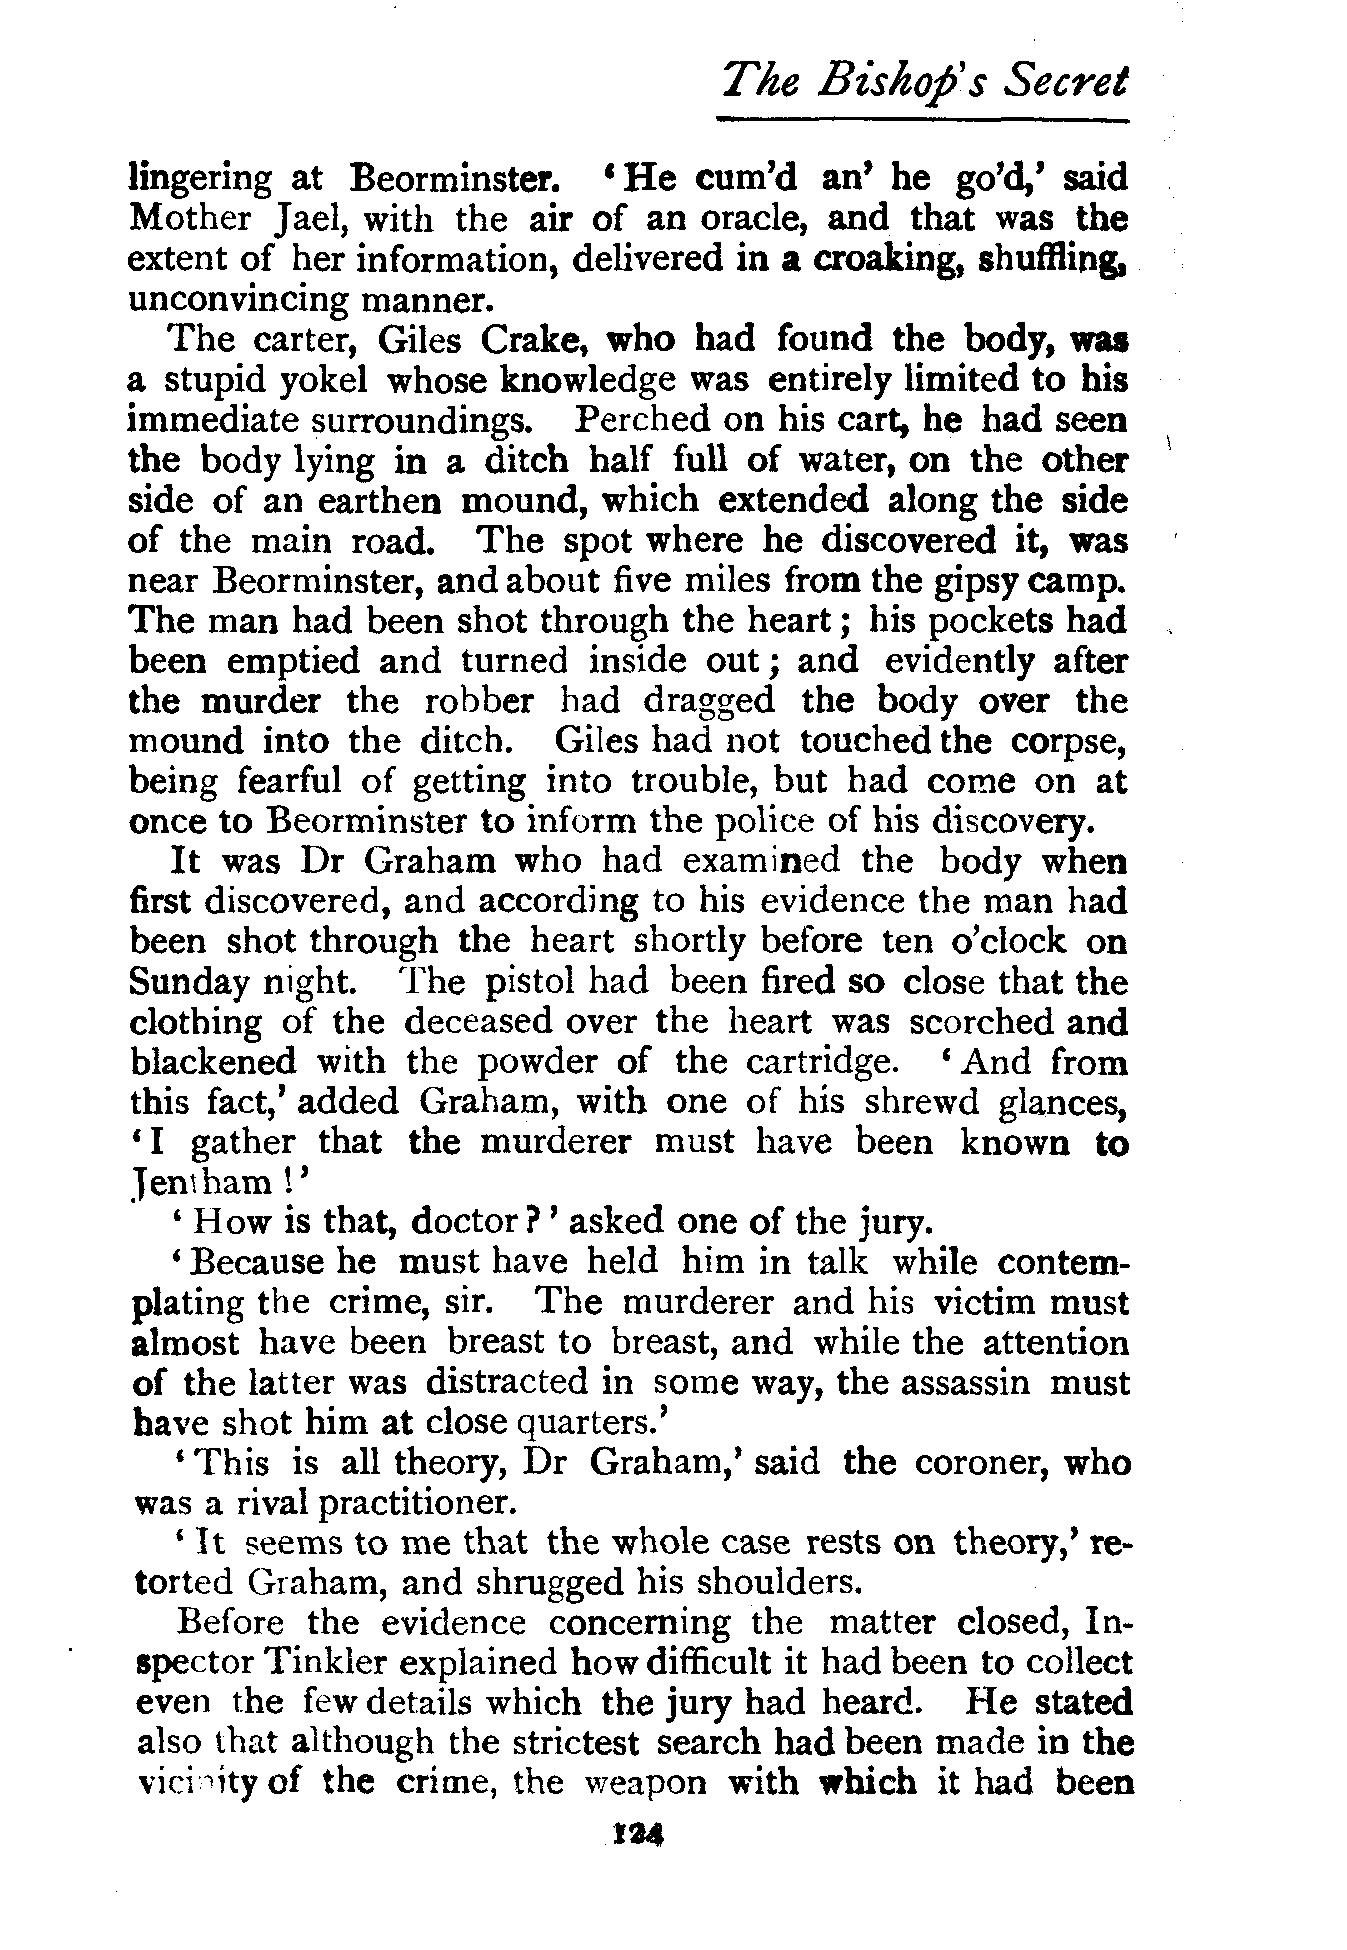 The Bishop's Secret
lingering at Beorminster. ‘He cum’d an’ he go’d,’ said
Mother Jael, with the air of an oracle, and that was the
extent of her information, delivered in a croaking, shuffling,
unconvincing manner.
The carter, Giles Crake, who had found the body, was
a stupid yokel whose knowledge was entirely limited to his
immediate surroundings. Perched on his cart, he had seen
the body lying in a ditch half full of water, on the other
side of an earthen mound, which extended along the side
of the main road. The spot where he discovered it, was
near Beorminster, and about five miles from the gipsy camp.
The man had been shot through the heart; his pockets had
been emptied and turned inside out; and evidently after
the murder the robber had dragged the body over the
mound into the ditch. Giles had not touched the corpse,
being fearful of getting into trouble, but had come on at
once to Beorminster to inform the police of his discovery.
It was Dr Graham who had examined the body when
first discovered, and according to his evidence the man had
been shot through the heart shortly before ten o’clock on
Sunday night. The pistol had been fired so close that the
clothing of the deceased over the heart was scorched and
blackened with the powder of the cartridge. ‘And from
this fact,’ added Graham, with one of his shrewd glances,
‘I gather that the murderer must have been known to
Jentham!’
‘How is that, doctor?’ asked one of the jury.
‘Because he must have held him in talk while contem-
plating the crime, sir. The murderer and his victim must
almost have been breast to breast, and while the attention
of the latter was distracted in some way, the assassin must
have shot him at close quarters.’
‘This is all theory, Dr Graham,’ said the coroner, who
was a rival practitioner.
‘It seems to me that the whole case rests on theory,’ re-
torted Graham, and shrugged his shoulders.
Before the evidence concerning the matter closed, In-
spector Tinkler explained how difficult it had been to collect
even the few details which the jury had heard. He stated
also that although the strictest search had been made in the
vicinity of the crime, the weapon with which it had been
124